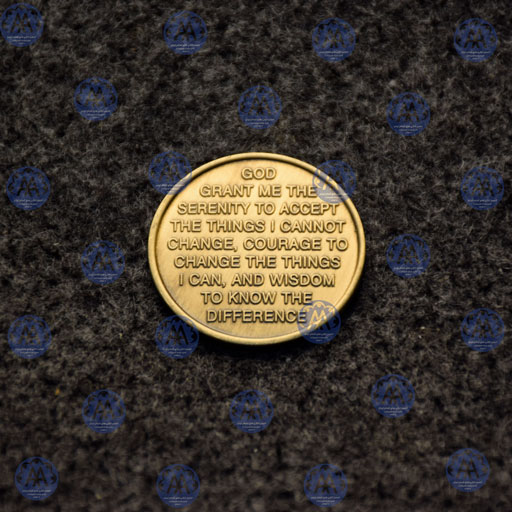 GOD
GRANT ME THE
SERENITY TO ACCEPT
THE THINGS I CANNOT
CHANGE, COURAGE TO
CHANGE THE THINGS
I CAN, AND WISDOM
TO KNOW THE
DIFFERENCE